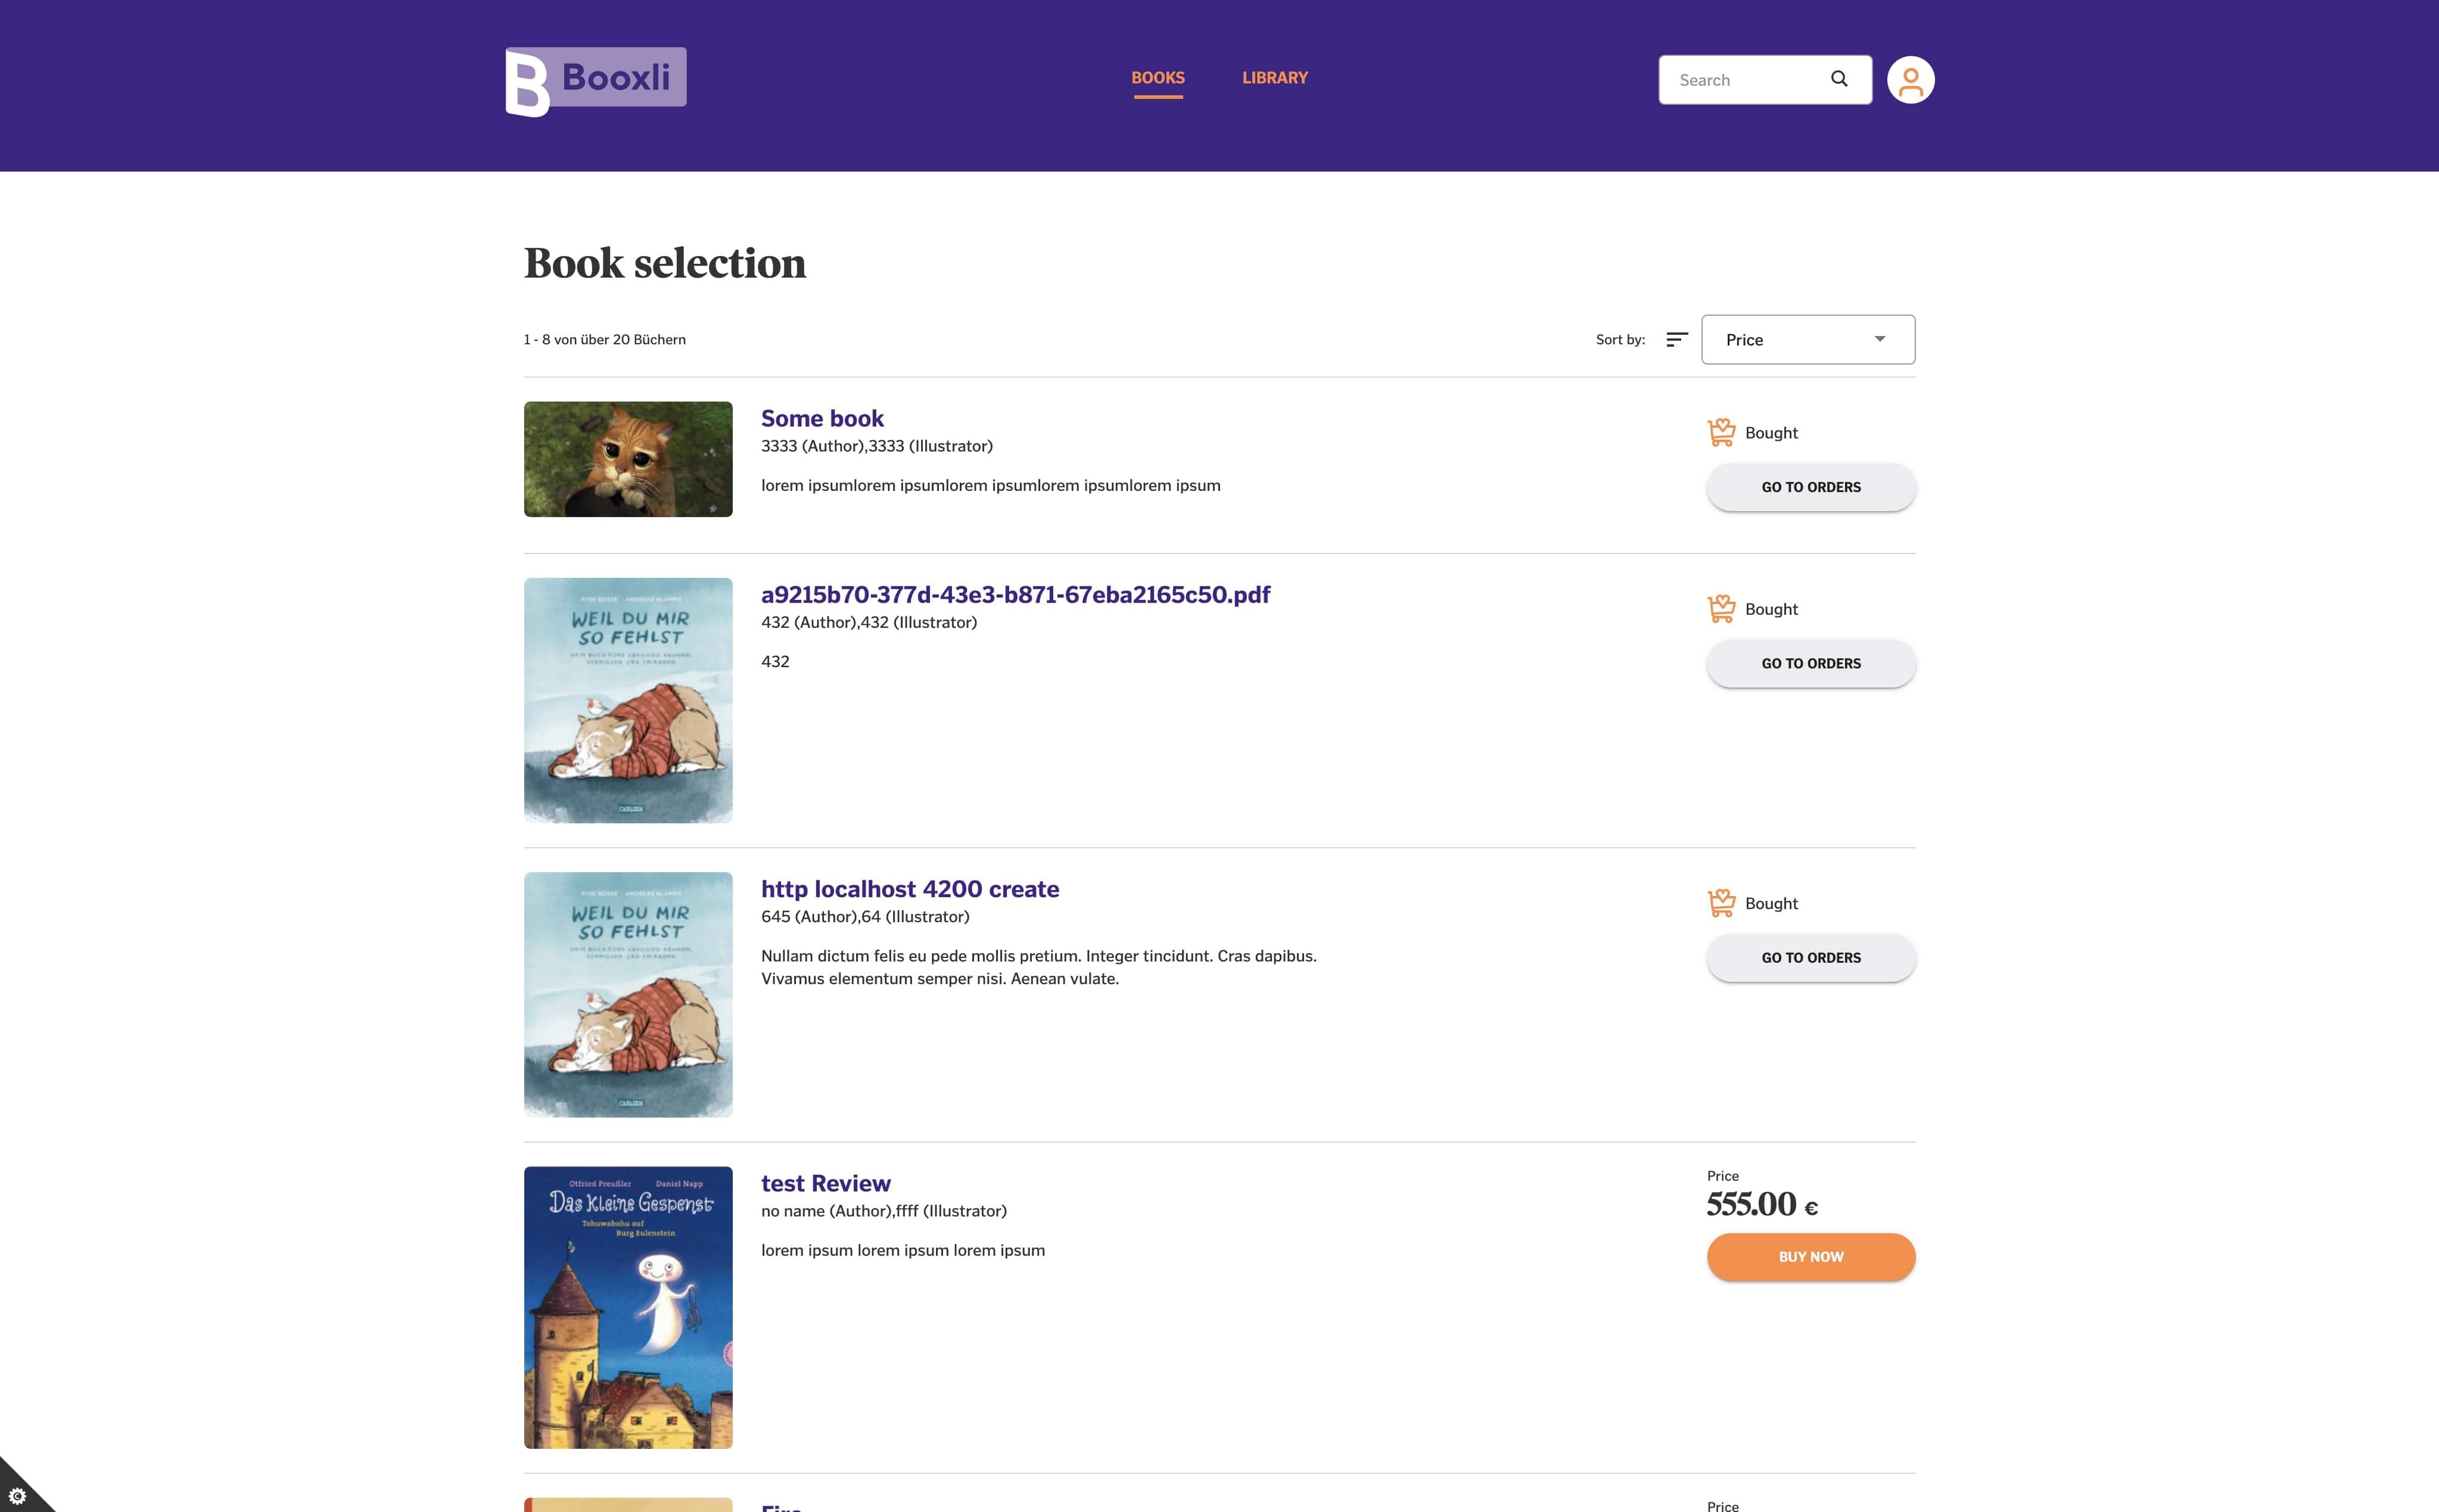 Booxli
BOOKS
LIBRARY
Search
Book selection
1 - 8 von über 20 Büchern
Sort by:
Price
Some book
3333 (Author),3333 (Illustrator)
lorem ipsumlorem ipsumlorem ipsumlorem ipsumlorem ipsum
Bought
GO TO ORDERS
WEIL DU MIR
SO FEHLST
CARLSEN
a9215b70-377d-43e3-b871-67eba2165c50.pdf
432 (Author),432 (Illustrator)
432
Bought
GO TO ORDERS
WEIL DU MIR
SO FEHLST
CARLSEN
http localhost 4200 create
645 (Author),64 (Illustrator)
Nullam dictum felis eu pede mollis pretium. Integer tincidunt. Cras dapibus.
Vivamus elementum semper nisi. Aenean vulate.
Bought
GO TO ORDERS
Otfried Preußler Daniel Napp
Das kleine Gespenst
Tohuwabohu auf
Burg Eulenstein
test Review
no name (Author),ffff (Illustrator)
lorem ipsum lorem ipsum lorem ipsum
Price
555.00 €
BUY NOW
Price